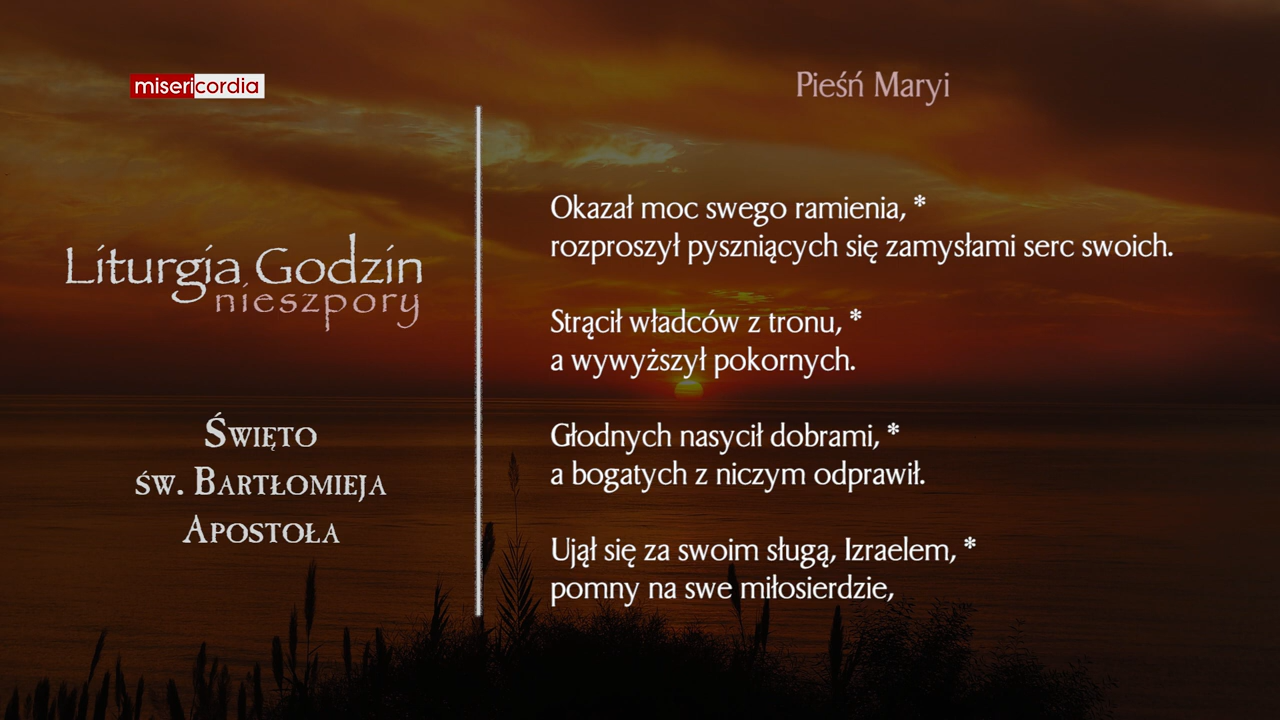 misericordia
Liturgia Godzin
nieszpory
Święto
św. Bartłomieja
Apostoła
Pieśń Maryi
Okazał moc swego ramienia, *
rozproszył pyszniących się zamysłami serc swoich.
Strącił władców z tronu, *
a wywyższył pokornych.
Głodnych nasycił dobrami, *
a bogatych z niczym odprawił.
Ujął się za swoim sługą, Izraelem, *
pomny na swe miłosierdzie,